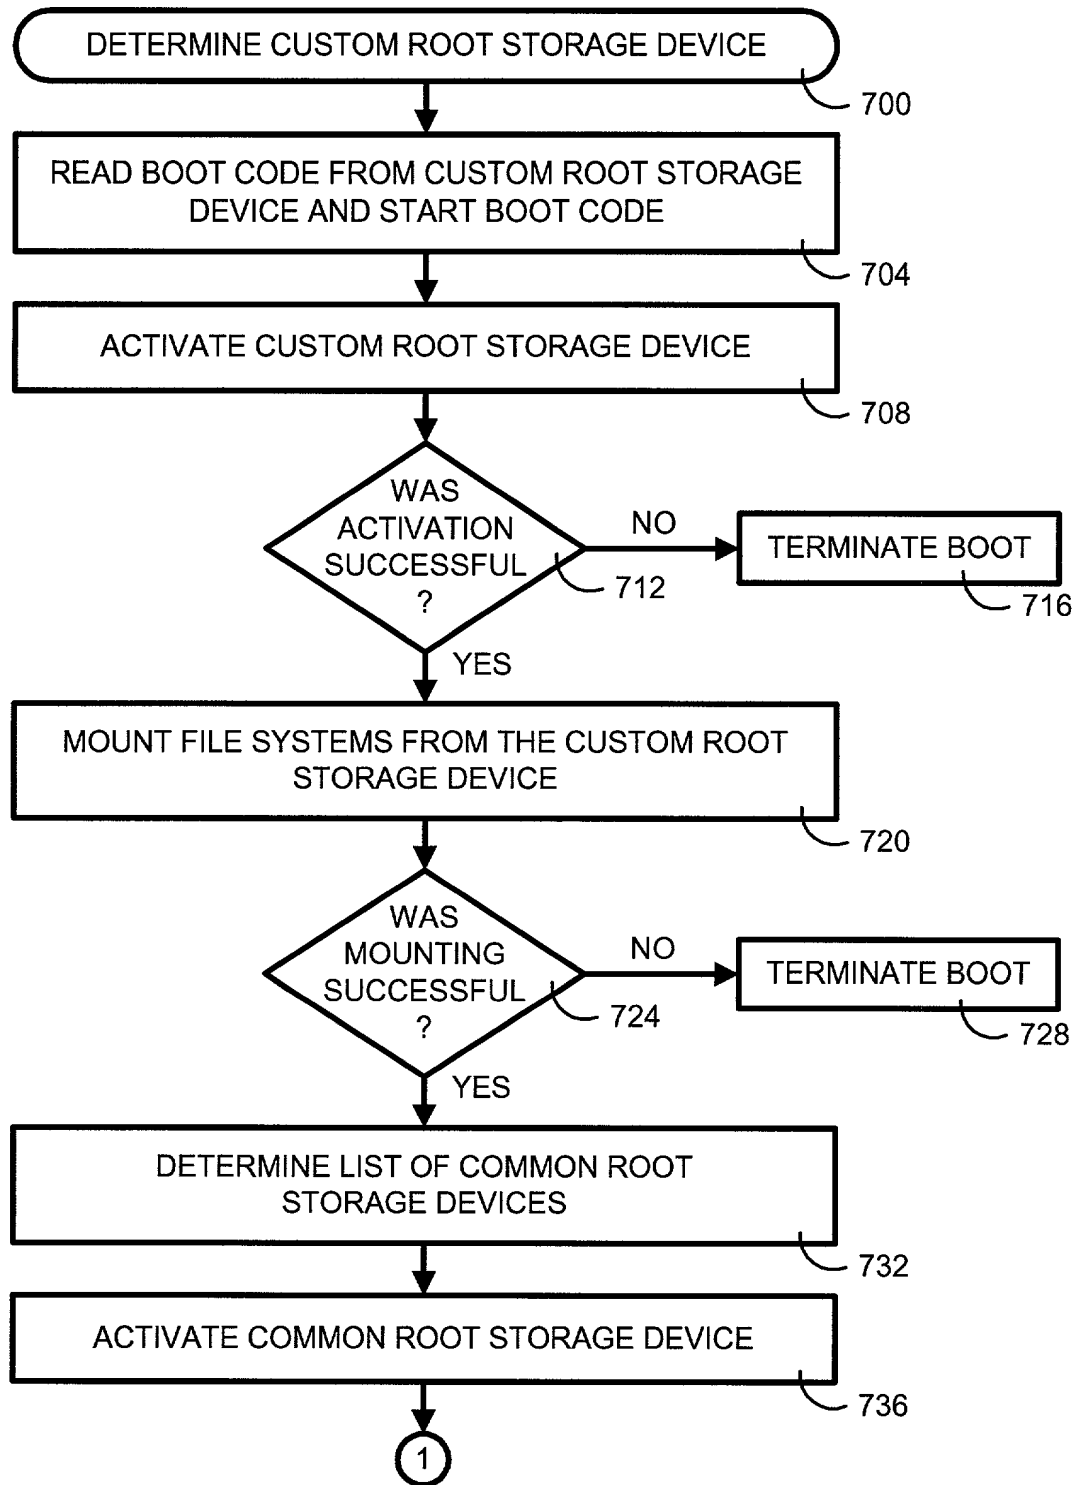 DETERMINE CUSTOM ROOT STORAGE DEVICE
700
READ BOOT CODE FROM CUSTOM ROOT STORAGE
DEVICE AND START BOOT CODE
704
ACTIVATE CUSTOM ROOT STORAGE DEVICE
708
WAS
ACTIVATION
SUCCESSFUL
?
712
NO
TERMINATE BOOT
716
YES
MOUNT FILE SYSTEMS FROM THE CUSTOM ROOT
STORAGE DEVICE
720
WAS
MOUNTING
SUCCESSFUL
?
724
NO
TERMINATE BOOT
728
YES
DETERMINE LIST OF COMMON ROOT
STORAGE DEVICES
732
ACTIVATE COMMON ROOT STORAGE DEVICE
736
1